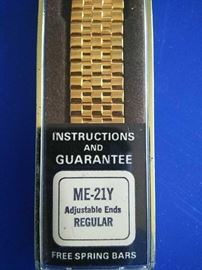 INSTRUCTIONS
AND
GUARANTEE
ME-21Y
Adjustable Ends
REGULAR
FREE SPRING BARS